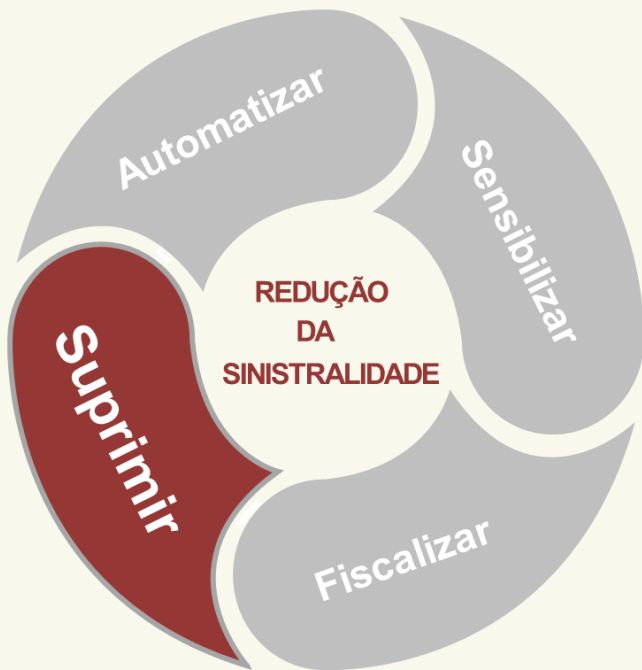 Automatizar
Sensibilizar
REDUÇÃO
DA
SINISTRALIDADE
Suprimir
Fiscalizar